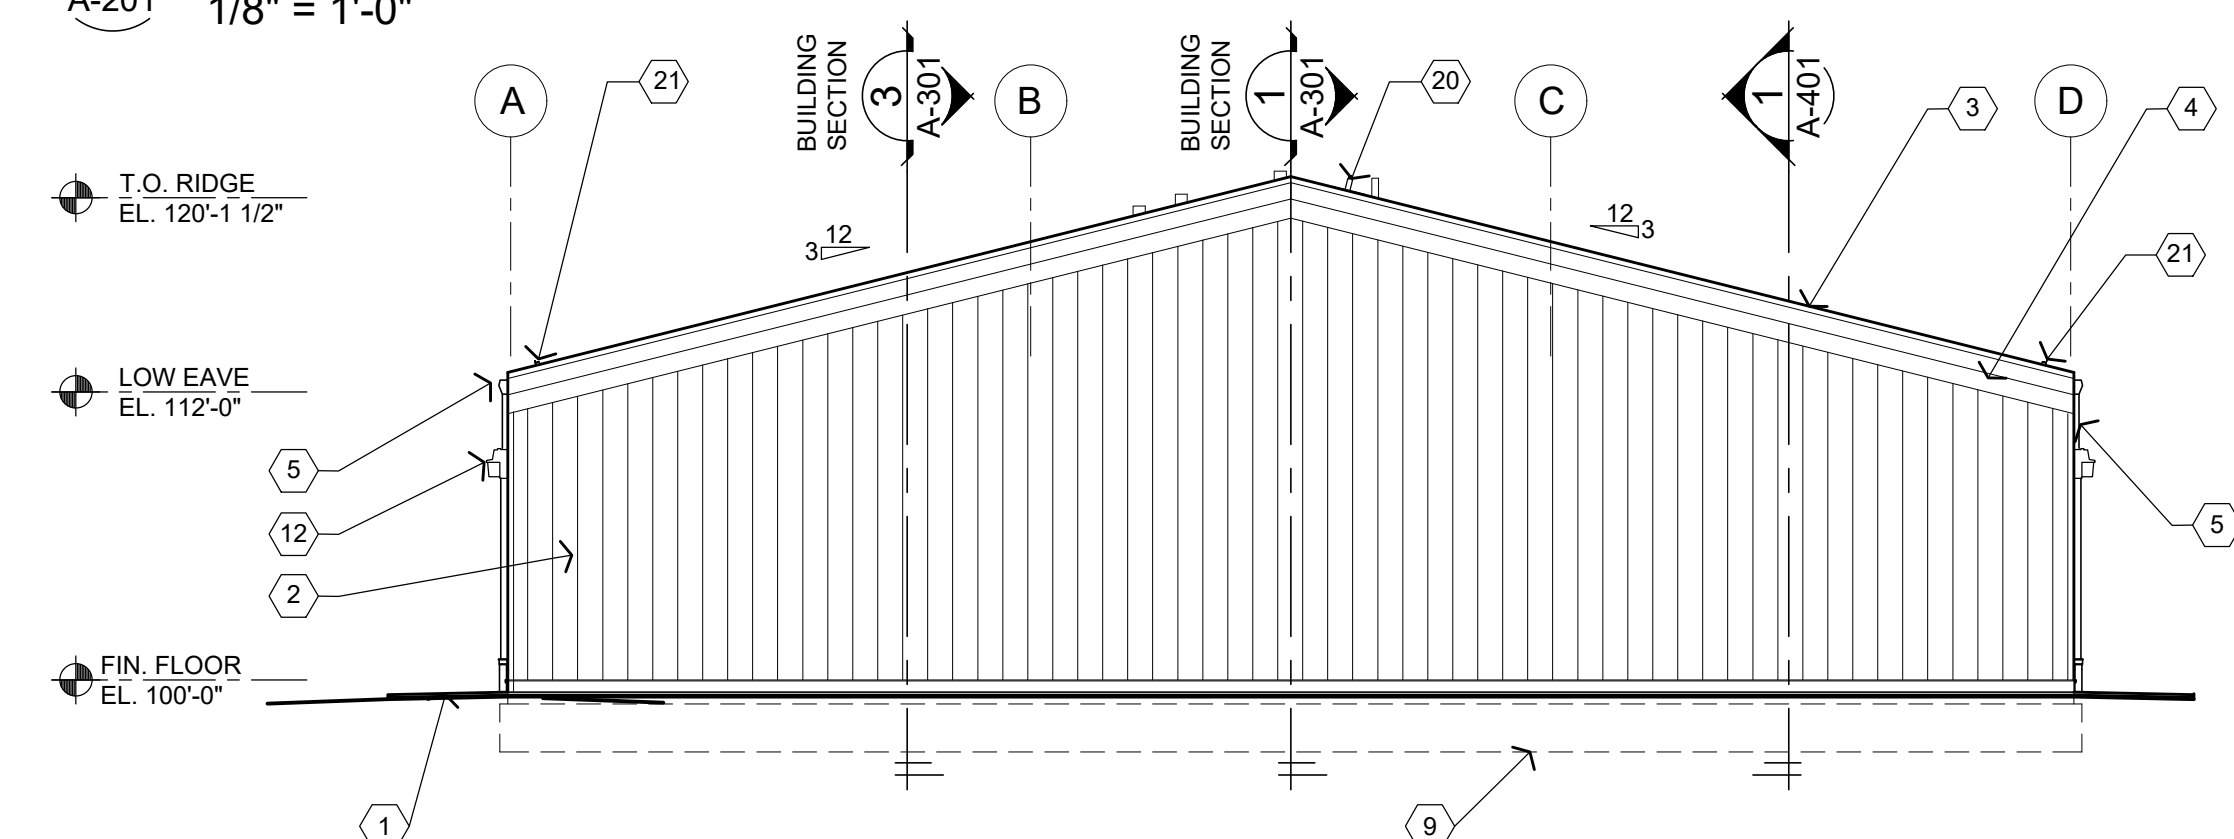 A-201
1/8" = 1'-0"
A
21
BUILDING
SECTION
3
A-301
B
BUILDING
SECTION
1
A-301
20
C
1
A-401
3
D
4
T.O. RIDGE
EL. 120'-1 1/2"
12
3
12
3
21
LOW EAVE
EL. 112'-0"
5
12
2
5
FIN. FLOOR
EL. 100'-0"
1
9